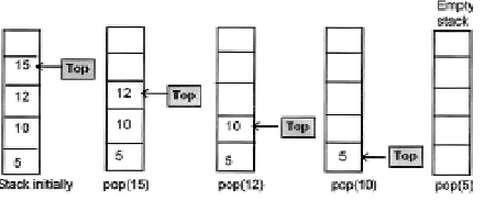 Empty
stack
15
Top
12
10
5
12
Top
10
5
10
Top
5
5
Top
Stack initially
pop(15)
pop(12)
pop(10)
pop(5)